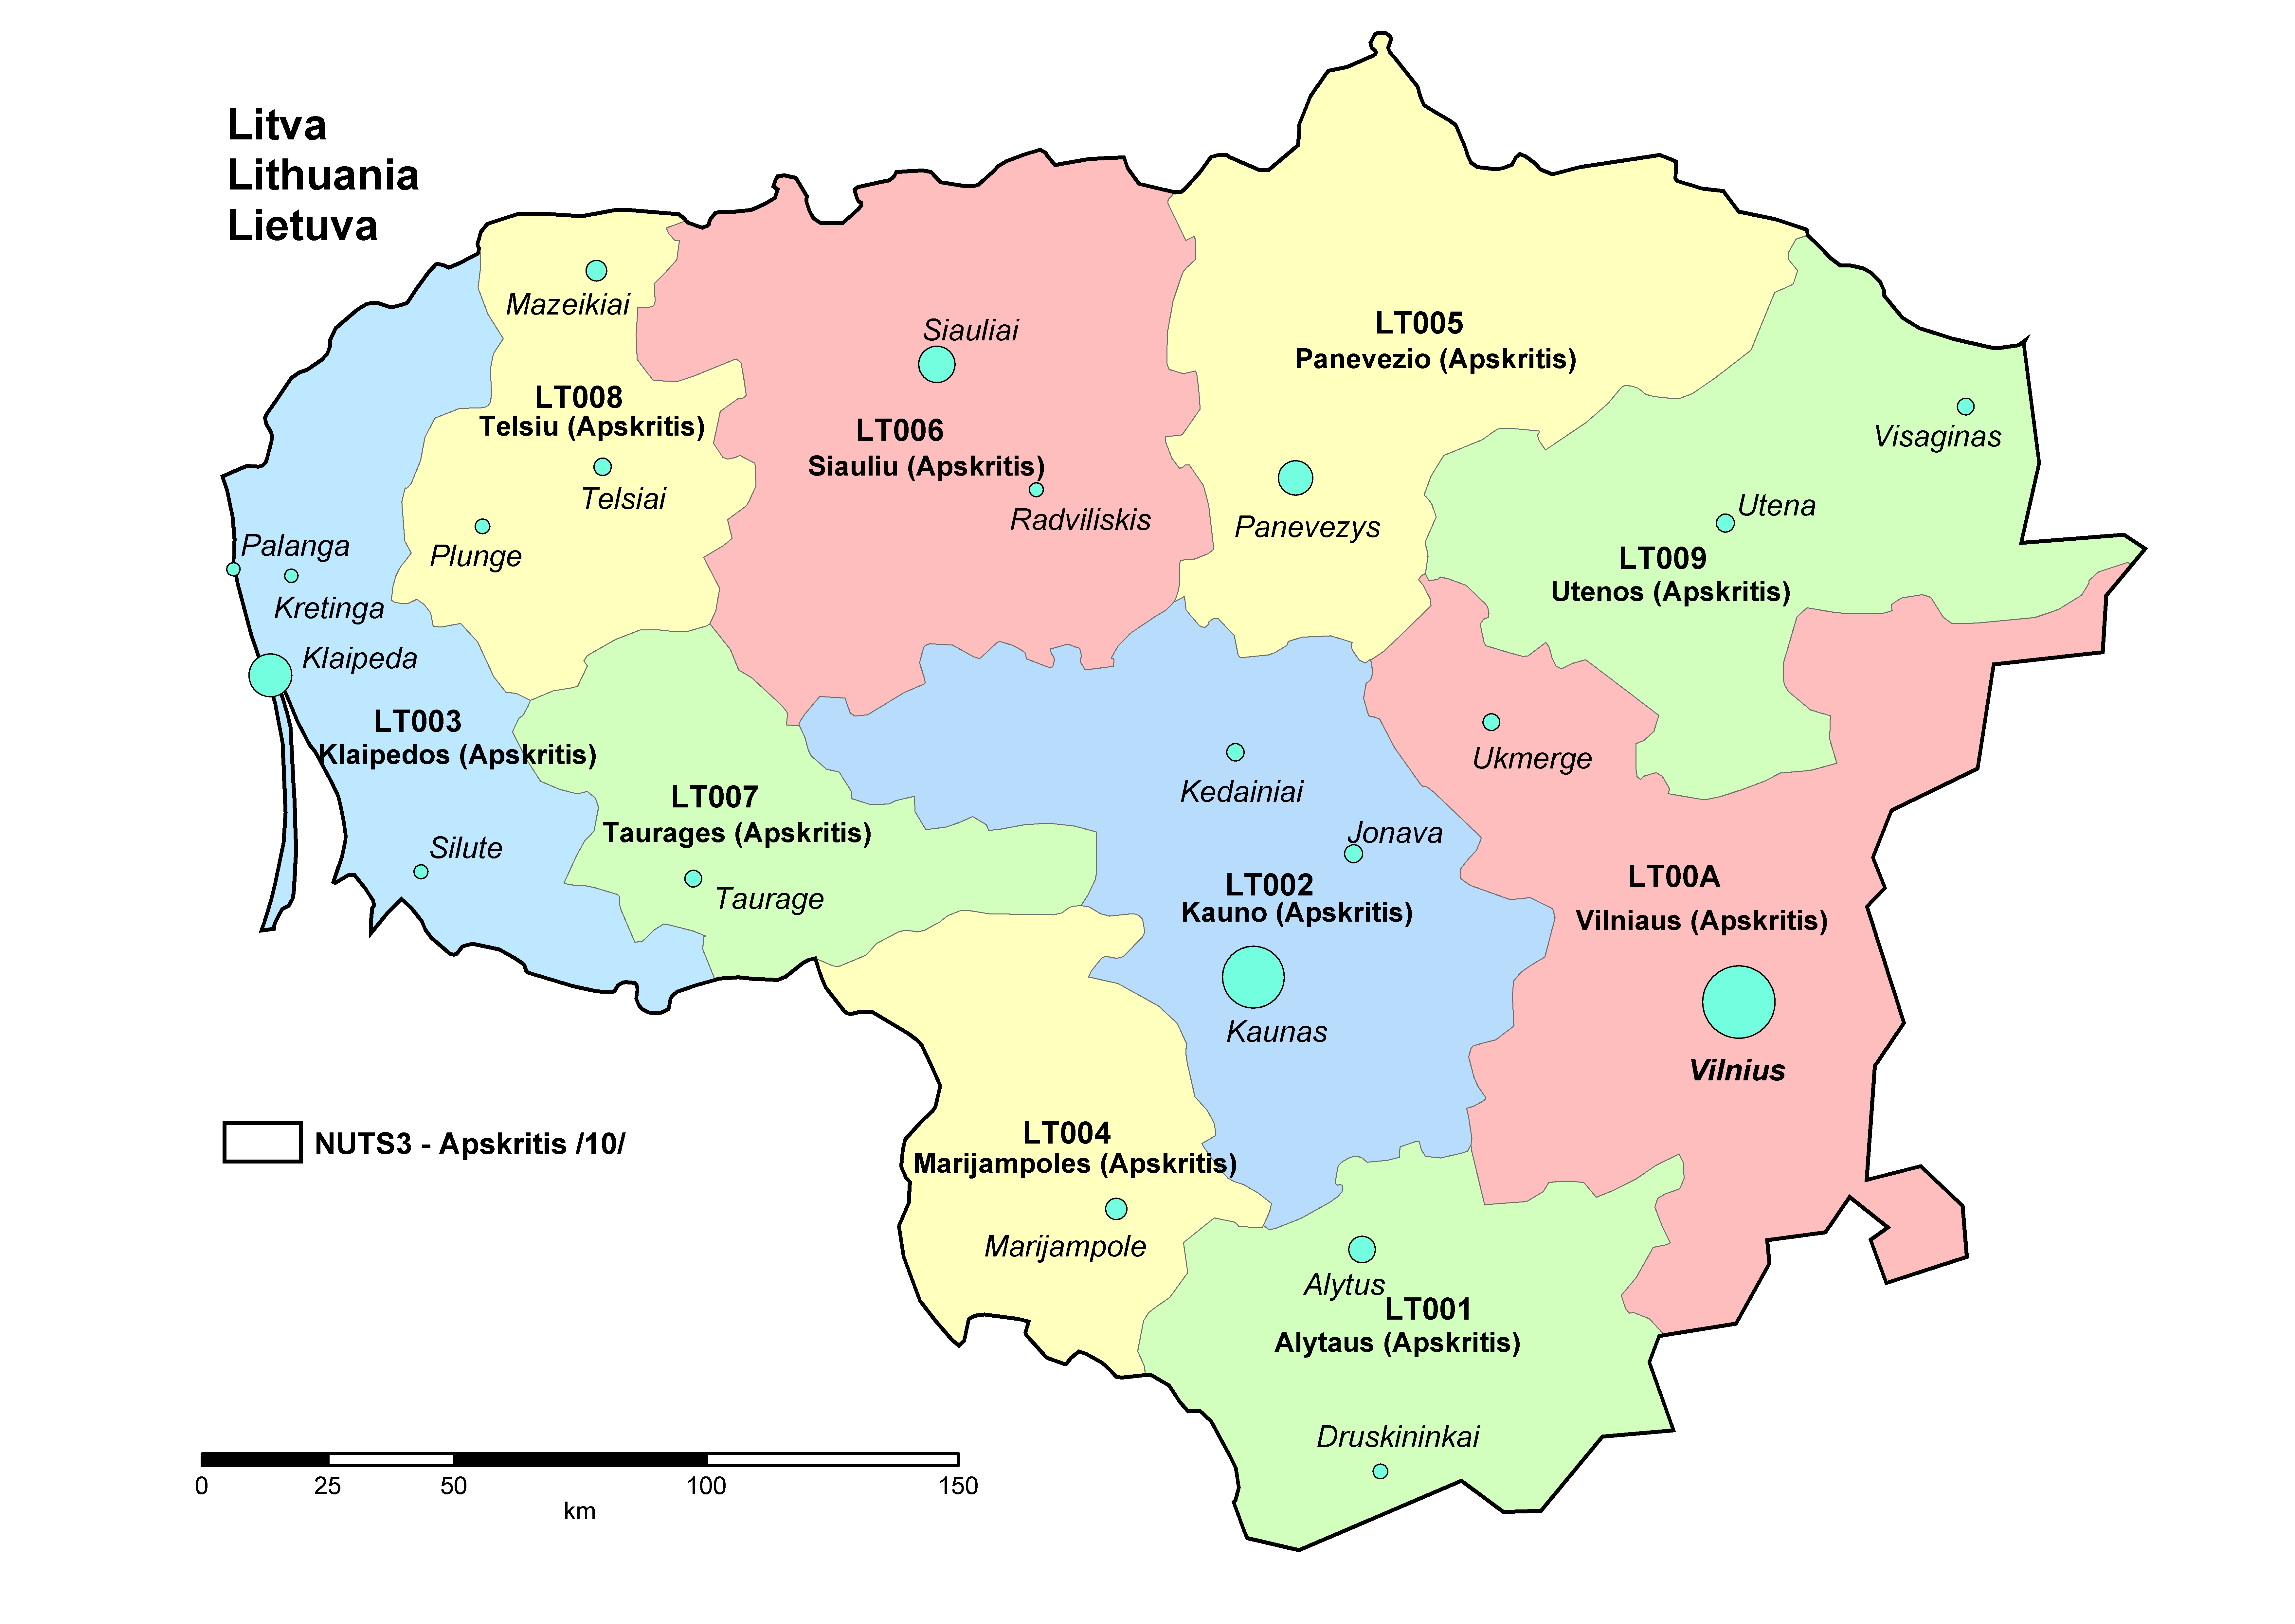 Litva
Lithuania
Lietuva
Mazeikiai
Siauliai
LT005
Panevezio (Apskritis)
LT008
Telsiu (Apskritis)
LT006
Siauliu (Apskritis)
Visaginas
Telsiai
Radviliskis
Panevezys
Utena
Plunge
Palanga
LT009
Utenos (Apskritis)
Kretinga
Klaipeda
LT003
Klaipedos (Apskritis)
Ukmerge
Kedainiai
LT007
Taurages (Apskritis)
Jonava
Silute
Taurage
LT002
Kauno (Apskritis)
LT00A
Vilniaus (Apskritis)
Kaunas
Vilnius
NUTS3 - Apskritis /10/
LT004
Marijampoles (Apskritis)
Marijampole
Alytus
LT001
Alytaus (Apskritis)
Druskininkai
0 25 50 100 150
km